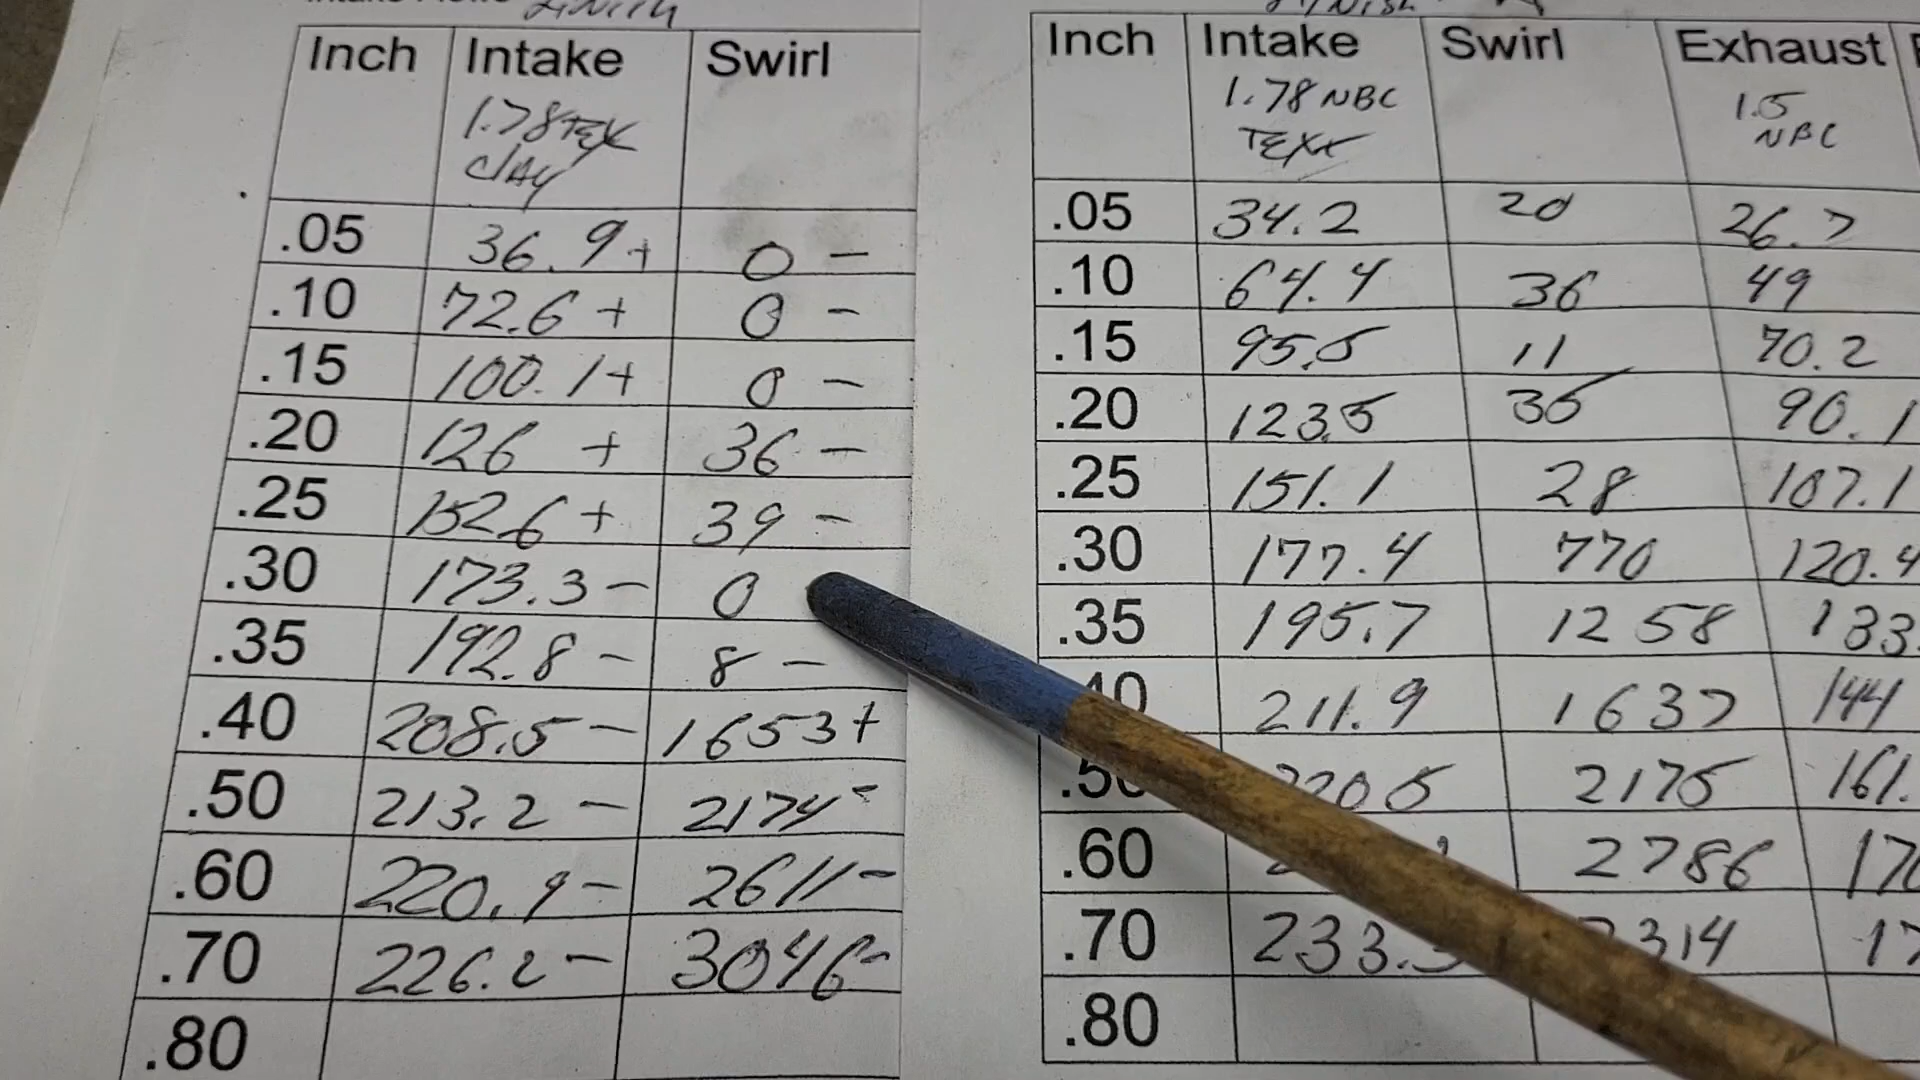 Inch Intake Swirl
1.78 TEX
CLAY
.05 36.9+ 0 -
.10 72.6 + 0 -
.15 100.1+ 0 -
.20 126 + 36 -
.25 152.6 + 39 -
.30 173.3 - 0
.35 192.8 - 8 -
.40 208.5 - 1653+
.50 213.2 - 2174 -
.60 220.9 - 2611 -
.70 226.2 - 3046 -
.80
Inch Intake Swirl Exhaust
1.78 NBC 1.5
TEXT NBC
.05 34.2 20 26.7
.10 64.4 36 49
.15 95.5 11 70.2
.20 123.5 35 90.1
.25 151.1 28 107.1
.30 177.4 770 120.4
.35 195.7 1258 133.
211.9 1637 144
2175 161.
.60 2786
.70 233.
.80